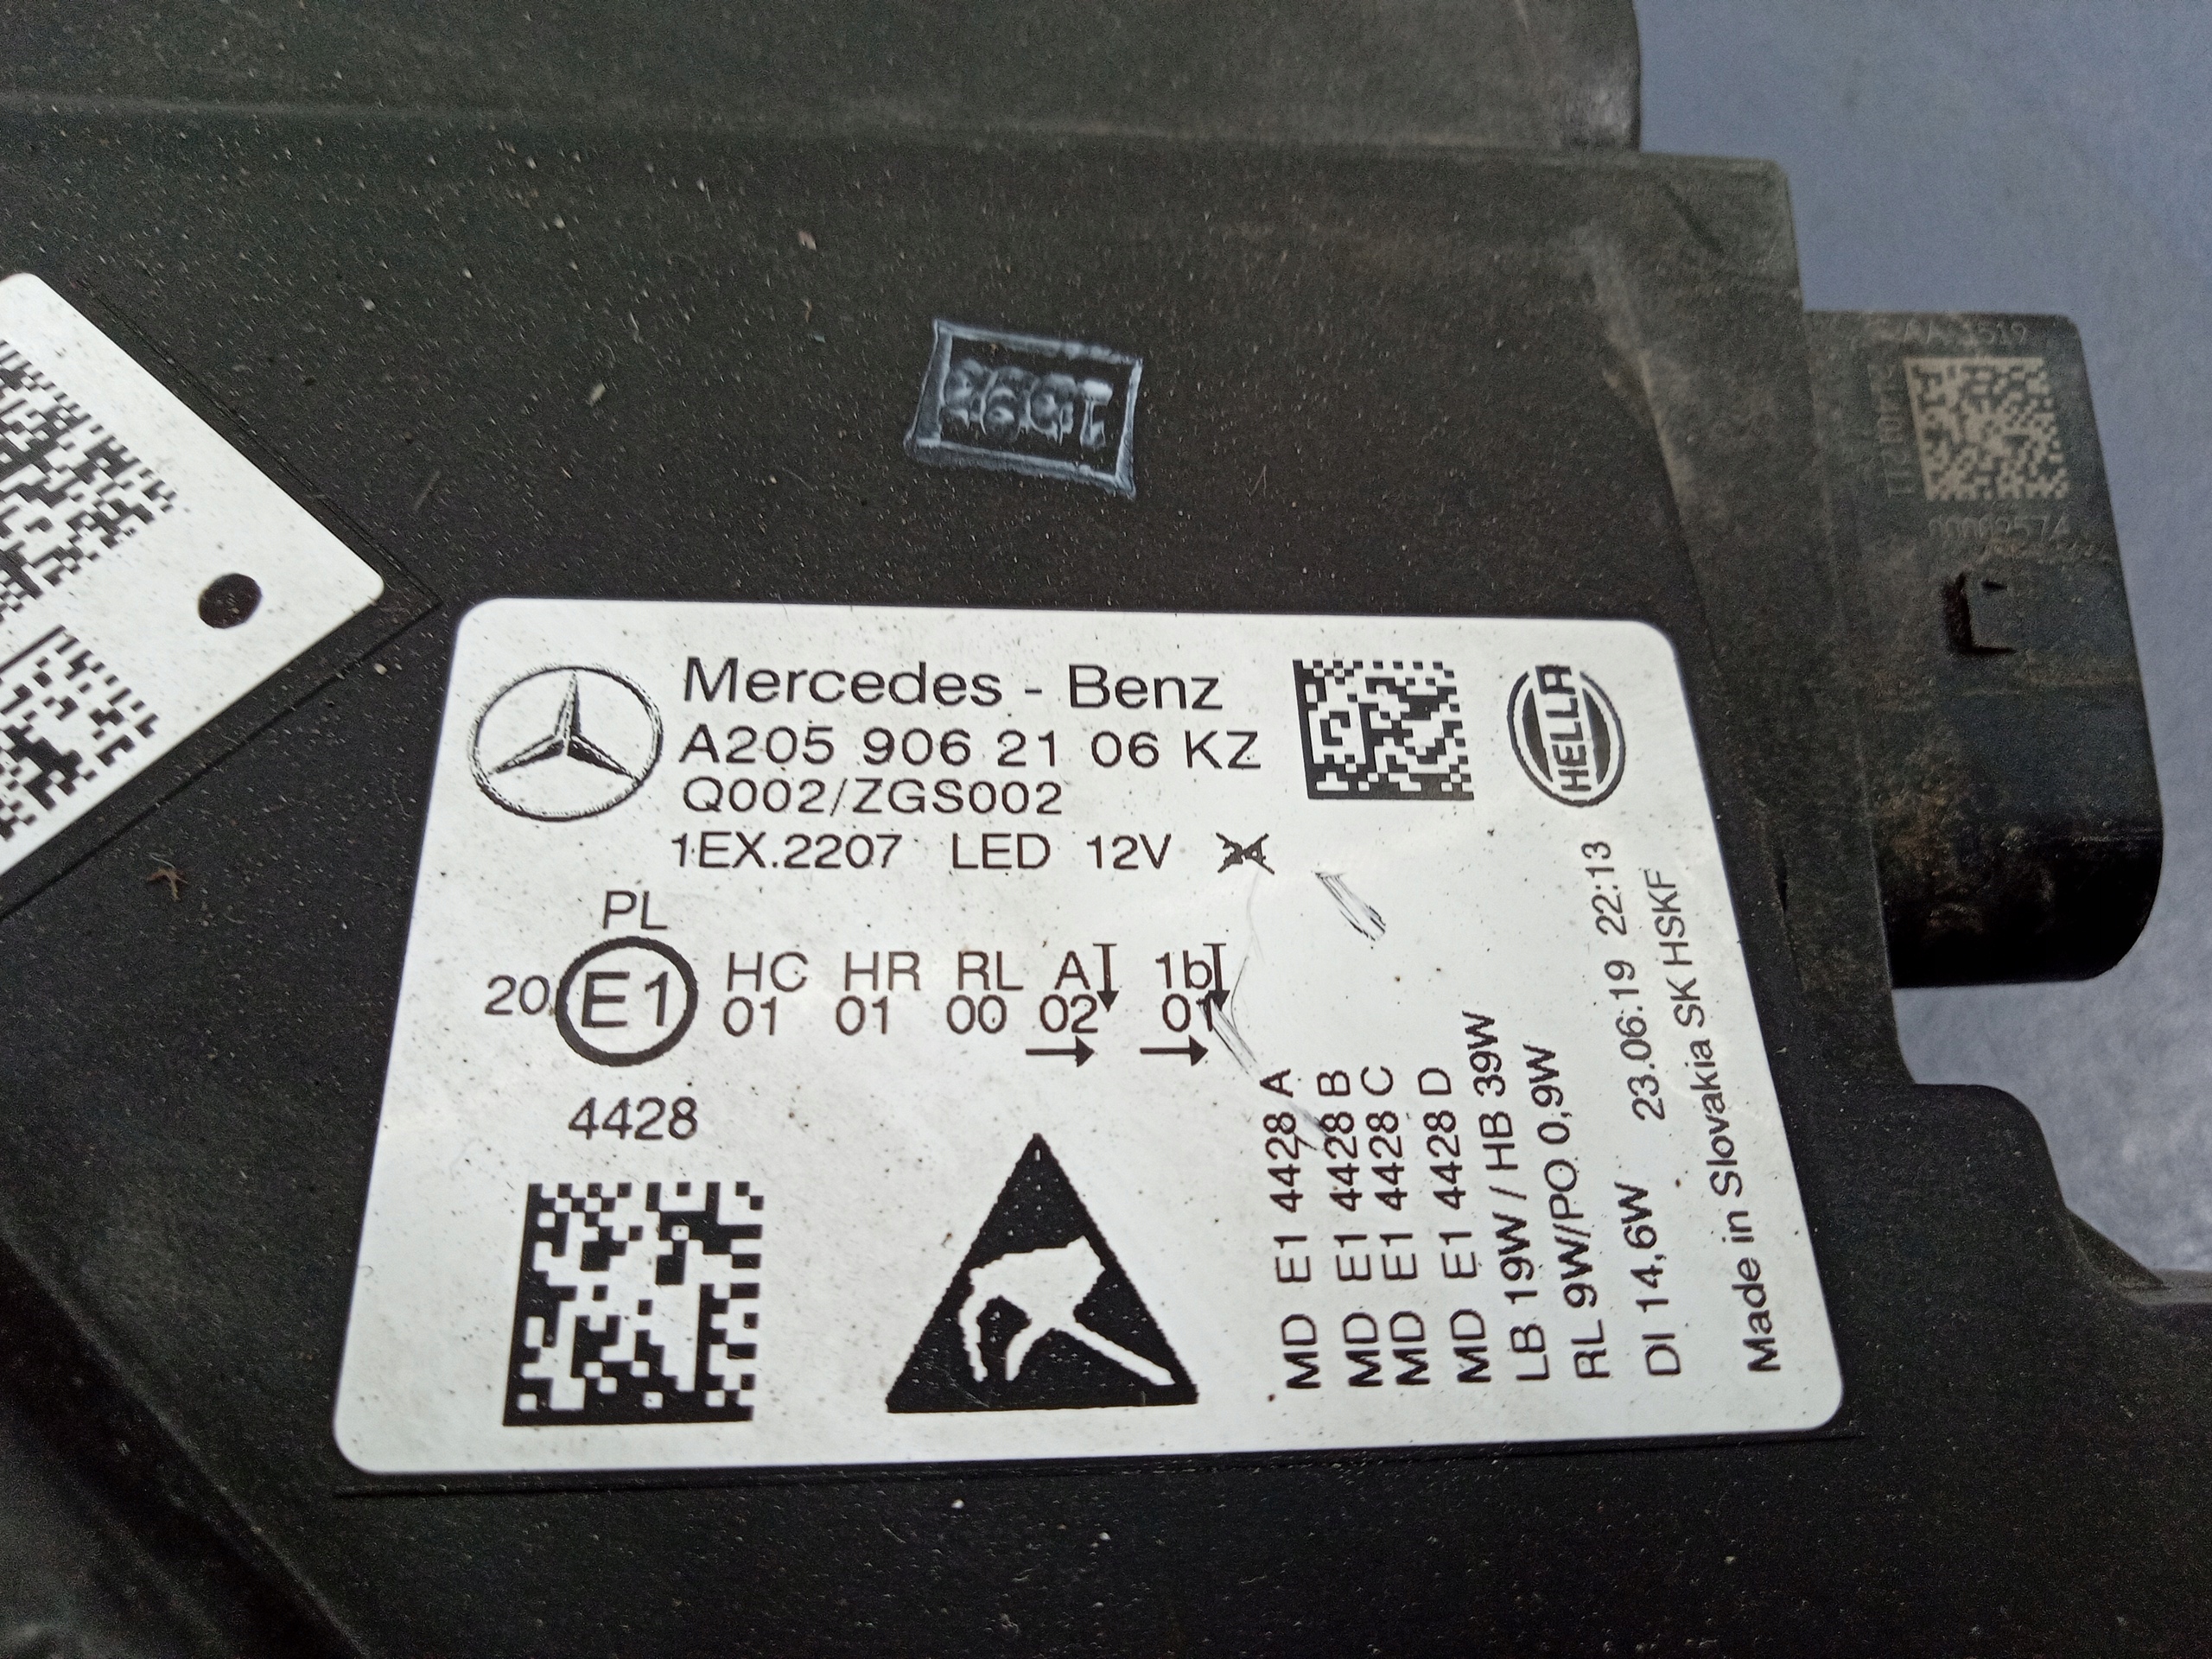 Mercedes - Benz
A205 906 21 06 KZ
Q002/ZGS002
1EX.2207 LED 12V
HELLA
PL
20 E1 HC HR RL A 1b
01 01 00 02 01
4428
MD E1 4428 A
MD E1 4428 B
MD E1 4428 C
MD E1 4428 D
LB 19W / HB 39W
RL 9W/PO 0,9W
DI 14,6W 23.06.19 22:13
Made in Slovakia SK HSKF